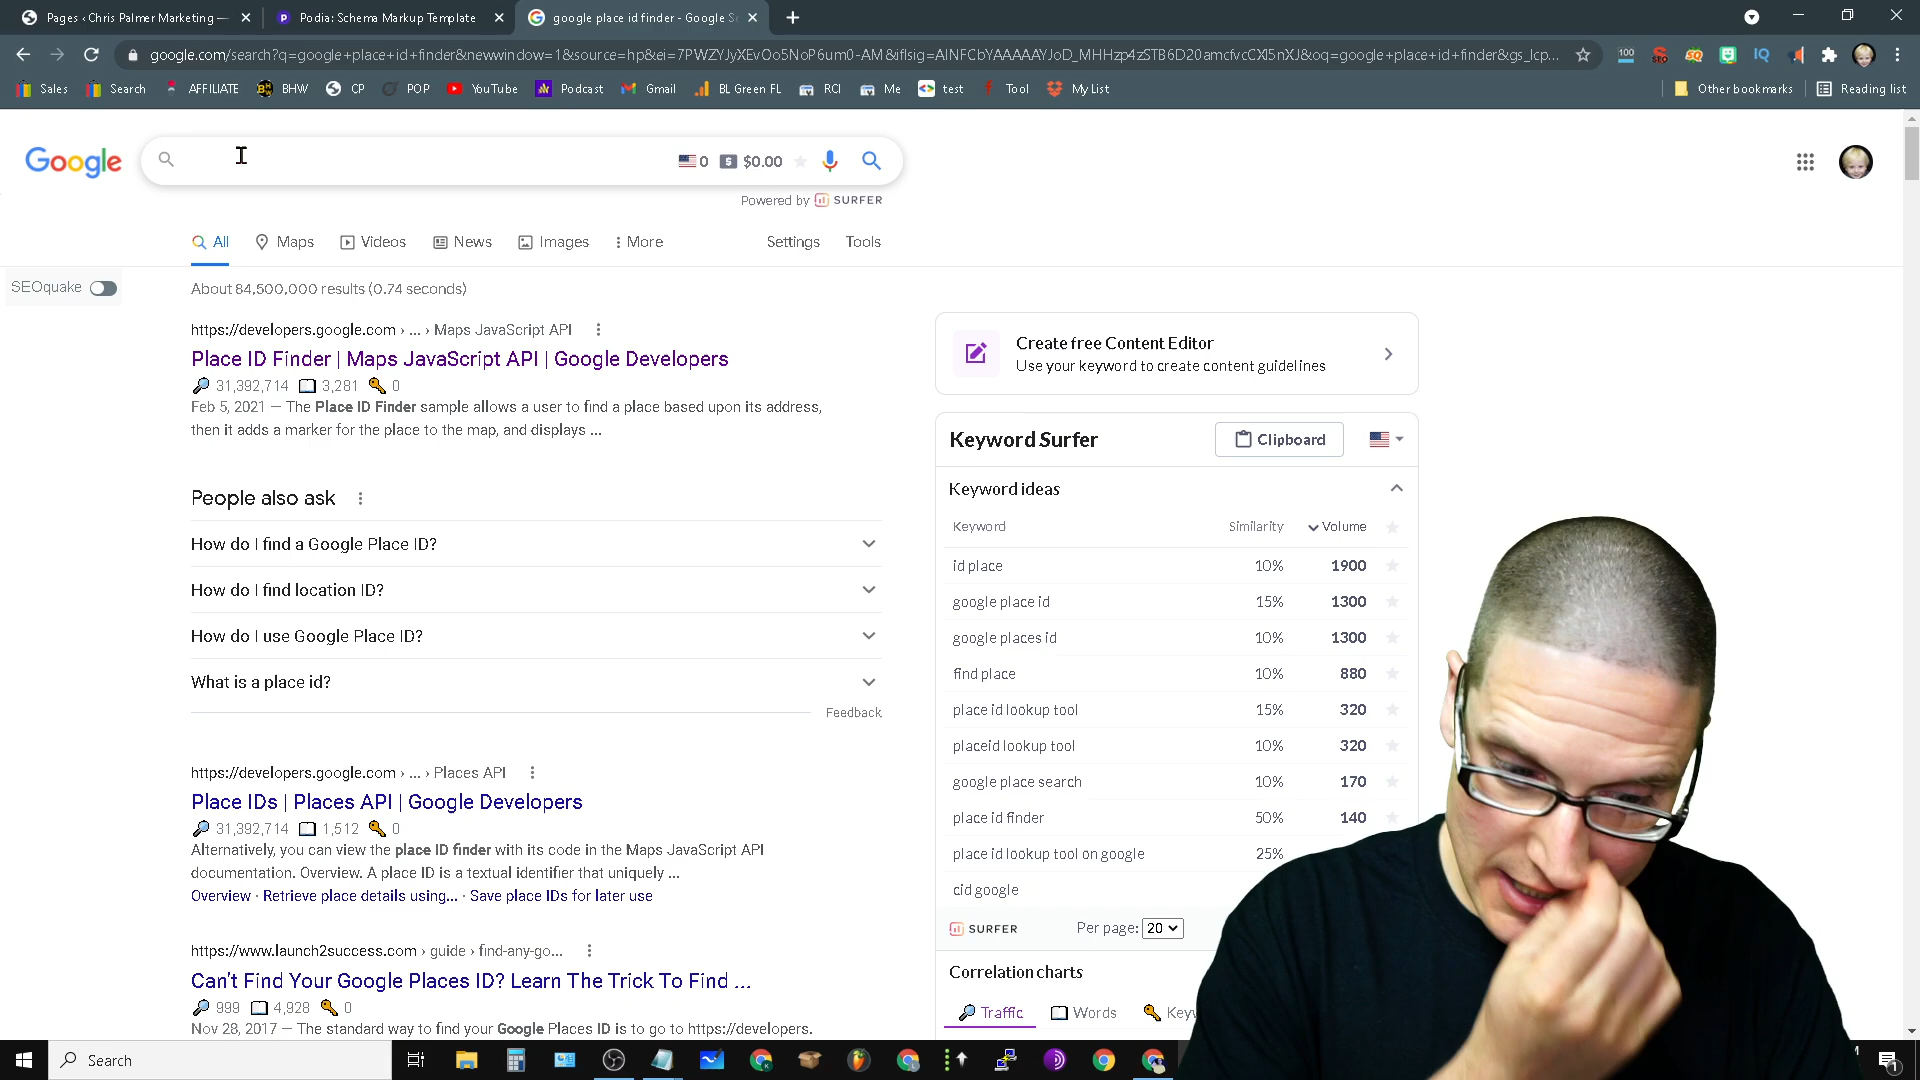 Pages ‹ Chris Palmer Marketing —
Podia: Schema Markup Template
google place id finder - Google Se
google.com/search?q=google+place+id+finder&newwindow=1&source=hp&ei=7PWZYJyXEvOo5NoP6um0-AM&iflsig=AINFCbYAAAAAYJoD_MHHzp4zSTB6D20amcfvcCXl5nXJ&oq=google+place+id+finder&gs_lcp...
Sales
Search
AFFILIATE
BHW
CP
POP
YouTube
Podcast
Gmail
BL Green FL
RCI
Me
test
Tool
My List
Other bookmarks
Reading list
Google
0 $0.00
Powered by SURFER
All
Maps
Videos
News
Images
More
Settings
Tools
SEOquake
About 84,500,000 results (0.74 seconds)
https://developers.google.com › ... › Maps JavaScript API
Place ID Finder | Maps JavaScript API | Google Developers
31,392,714 3,281 0
Feb 5, 2021 — The Place ID Finder sample allows a user to find a place based upon its address,
then it adds a marker for the place to the map, and displays ...
People also ask
How do I find a Google Place ID?
How do I find location ID?
How do I use Google Place ID?
What is a place id?
Feedback
https://developers.google.com › ... › Places API
Place IDs | Places API | Google Developers
31,392,714 1,512 0
Alternatively, you can view the place ID finder with its code in the Maps JavaScript API
documentation. Overview. A place ID is a textual identifier that uniquely ...
Overview · Retrieve place details using... · Save place IDs for later use
https://www.launch2success.com › guide › find-any-go...
Can't Find Your Google Places ID? Learn The Trick To Find ...
999 4,928 0
Nov 28, 2017 — The standard way to find your Google Places ID is to go to https://developers.
Create free Content Editor
Use your keyword to create content guidelines
Keyword Surfer
Clipboard
Keyword ideas
Keyword Similarity Volume
id place 10% 1900
google place id 15% 1300
google places id 10% 1300
find place 10% 880
place id lookup tool 15% 320
placeid lookup tool 10% 320
google place search 10% 170
place id finder 50% 140
place id lookup tool on google 25%
cid google
SURFER Per page: 20
Correlation charts
Traffic Words
Search